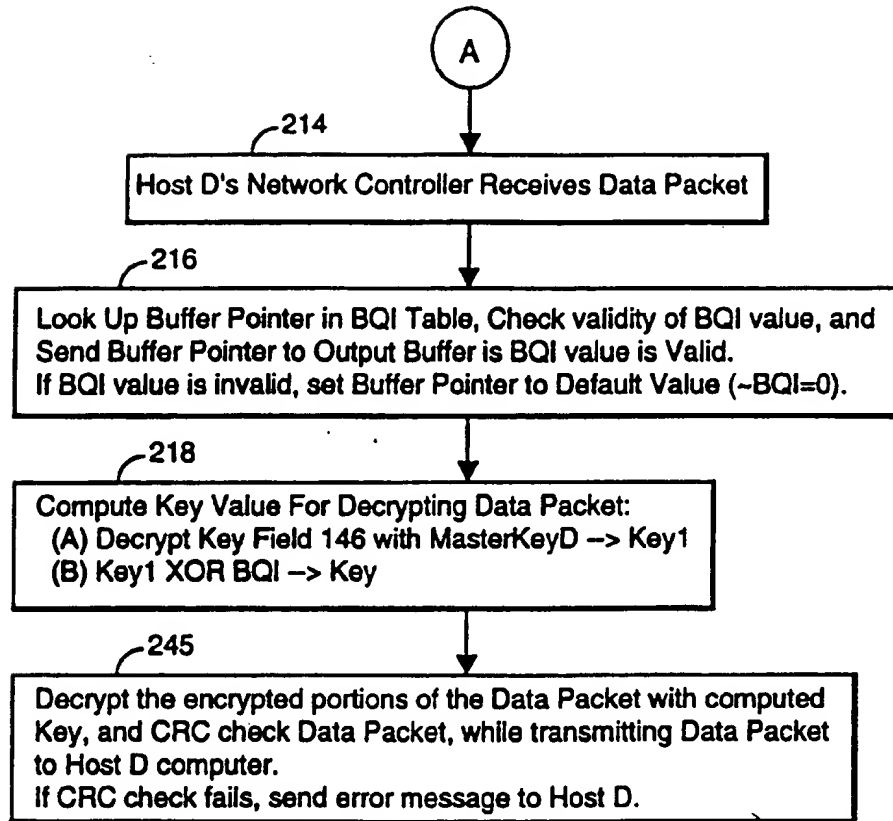 A
214
Host D's Network Controller Receives Data Packet
216
Look Up Buffer Pointer in BQI Table, Check validity of BQI value, and
Send Buffer Pointer to Output Buffer is BQI value is Valid.
If BQI value is invalid, set Buffer Pointer to Default Value (~BQI=0).
218
Compute Key Value For Decrypting Data Packet:
(A) Decrypt Key Field 146 with MasterKeyD --> Key1
(B) Key1 XOR BQI --> Key
245
Decrypt the encrypted portions of the Data Packet with computed
Key, and CRC check Data Packet, while transmitting Data Packet
to Host D computer.
If CRC check fails, send error message to Host D.